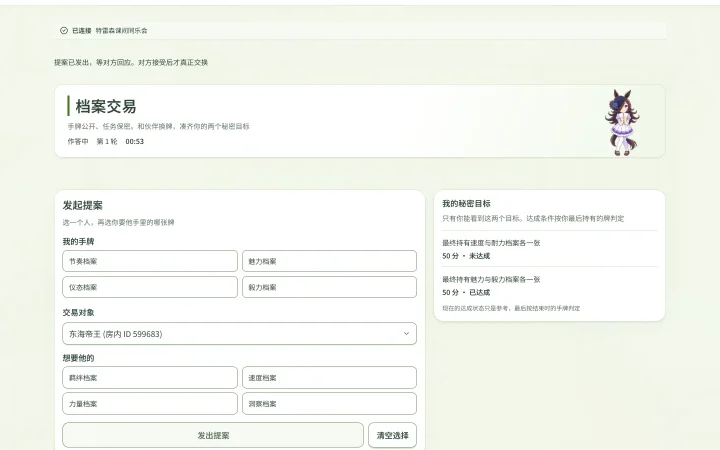 已连接 特雷森课间同乐会
提案已发出，等对方回应。对方接受后才真正交换
档案交易
手牌公开、任务保密。和伙伴换牌，凑齐你的两个秘密目标
作答中 第 1 轮 00:53
发起提案
选一个人，再选你要他手里的哪张牌
我的手牌
节奏档案 魅力档案
仪态档案 毅力档案
交易对象
东海帝王 (房内 ID 599683)
想要他的
羁绊档案 速度档案
力量档案 洞察档案
发出提案 清空选择
我的秘密目标
只有你能看到这两个目标。达成条件按你最后持有的牌判定
最终持有速度与耐力档案各一张
50 分 · 未达成
最终持有魅力与毅力档案各一张
50 分 · 已达成
现在的达成状态只是参考，最后按结束时的手牌判定